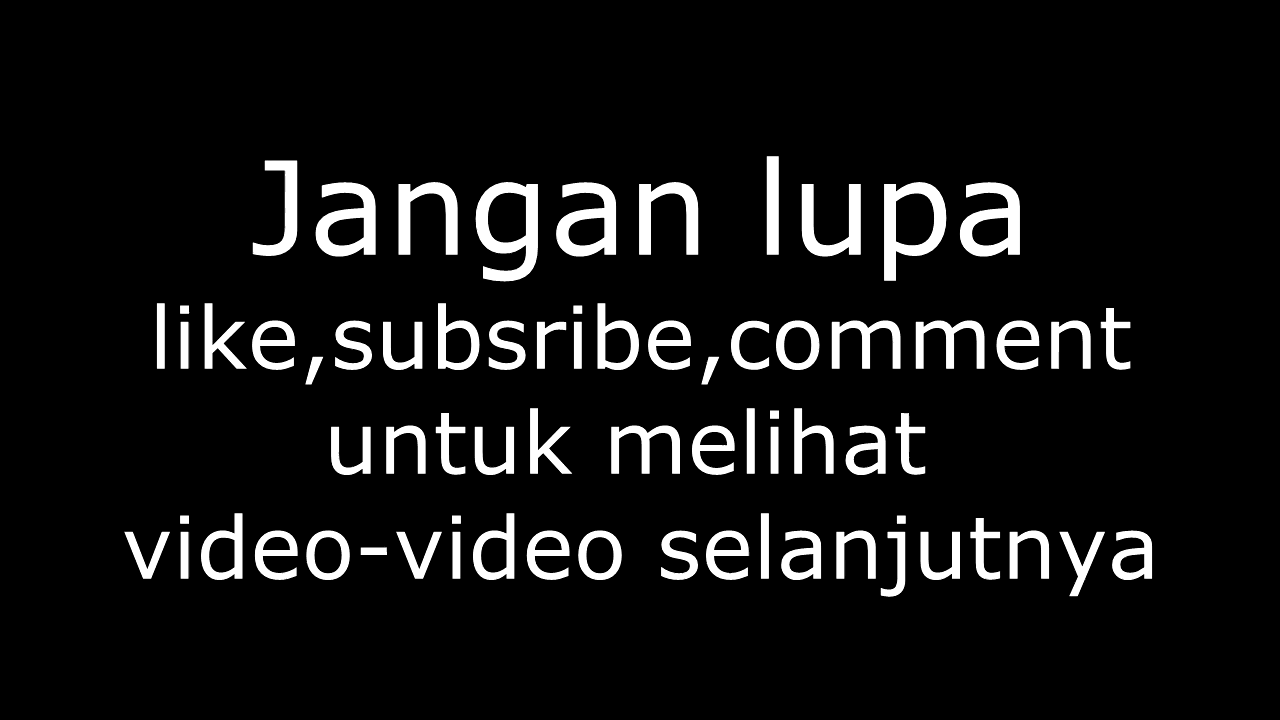 Jangan lupa
like,subsribe,comment
untuk melihat
video-video selanjutnya